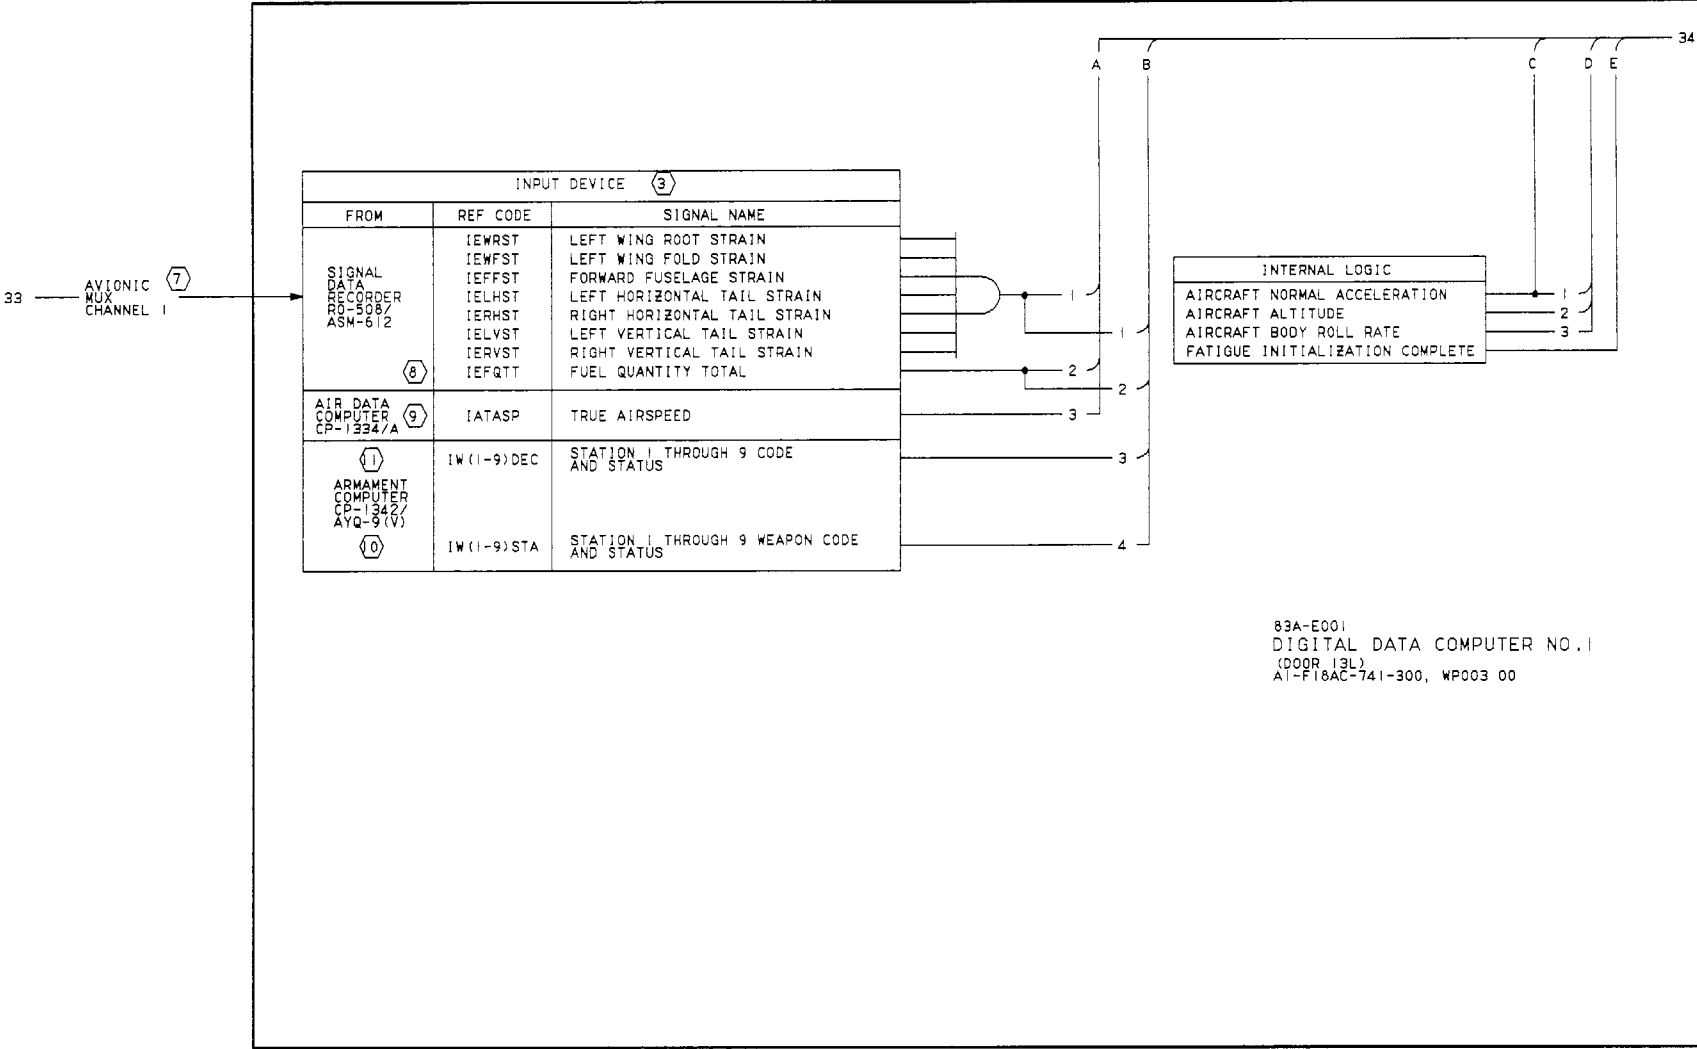 34
A B C D E
INPUT DEVICE 3
FROM REF CODE SIGNAL NAME
IEWRST LEFT WING ROOT STRAIN
IEWFST LEFT WING FOLD STRAIN
IEFFST FORWARD FUSELAGE STRAIN
IELHST LEFT HORIZONTAL TAIL STRAIN
IERHST RIGHT HORIZONTAL TAIL STRAIN
IELVST LEFT VERTICAL TAIL STRAIN
IERVST RIGHT VERTICAL TAIL STRAIN
IEFQTT FUEL QUANTITY TOTAL
SIGNAL
DATA
RECORDER
RO-508/
ASM-612
8
33
AVIONIC 7
MUX
CHANNEL 1
1
1
2
2
AIR DATA
COMPUTER 9
CP-1334/A
IATASP TRUE AIRSPEED
3
11
IW(1-9)DEC STATION 1 THROUGH 9 CODE
AND STATUS
3
ARMAMENT
COMPUTER
CP-1342/
AYQ-9(V)
10
IW(1-9)STA STATION 1 THROUGH 9 WEAPON CODE
AND STATUS
4
INTERNAL LOGIC
AIRCRAFT NORMAL ACCELERATION 1
AIRCRAFT ALTITUDE 2
AIRCRAFT BODY ROLL RATE 3
FATIGUE INITIALIZATION COMPLETE
83A-E001
DIGITAL DATA COMPUTER NO.1
(DOOR 13L)
A1-F18AC-741-300, WP003 00